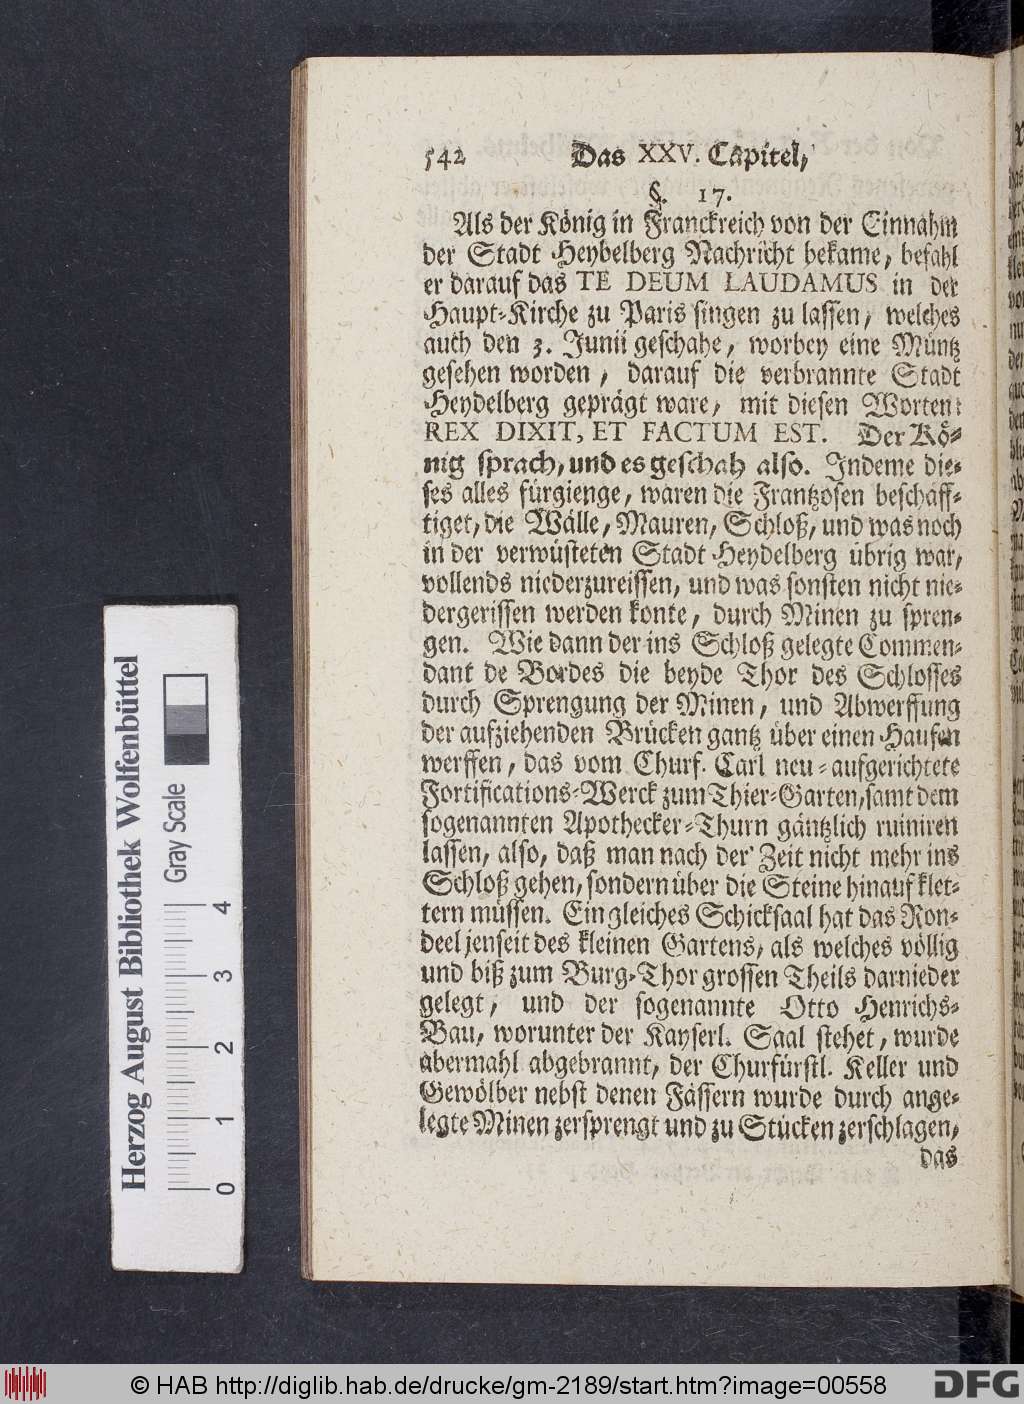 542 Das XXV. Capitel,
§. 17.
Als der König in Franckreich von der Einnahm
der Stadt Heydelberg Nachricht bekame, befahl
er darauf das TE DEUM LAUDAMUS in der
Haupt-Kirche zu Paris singen zu lassen, welches
auch den 3. Junii geschahe, worbey eine Müntz
gesehen worden, darauf die verbrannte Stadt
Heydelberg geprägt ware, mit diesen Worten:
REX DIXIT, ET FACTUM EST. Der Kö-
nig sprach, und es geschah also. Indeme die-
ses alles fürgienge, waren die Frantzosen beschäff-
tiget, die Wälle, Mauren, Schloß, und was noch
in der verwüsteten Stadt Heydelberg übrig war,
vollends niederzureissen, und was sonsten nicht nie-
dergerissen werden konte, durch Minen zu spren-
gen. Wie dann der ins Schloß gelegte Commen-
dant de Bordes die beyde Thor des Schlosses
durch Sprengung der Minen, und Abwerffung
der aufziehenden Brücken gantz über einen Haufen
werffen, das vom Churf. Carl neu-aufgerichtete
Fortifications-Werck zum Thier-Garten, samt dem
sogenannten Apothecker-Thurn gäntzlich ruiniren
lassen, also, daß man nach der Zeit nicht mehr ins
Schloß gehen, sondern über die Steine hinauf klet-
tern müssen. Ein gleiches Schicksaal hat das Ron-
deel jenseit des kleinen Gartens, als welches völlig
und biß zum Burg-Thor grossen Theils darnieder
gelegt, und der sogenannte Otto Henrichs-
Bau, worunter der Kayserl. Saal stehet, wurde
abermahl abgebrannt, der Churfürstl. Keller und
Gewölber nebst denen Fässern wurde durch ange-
legte Minen zersprengt und zu Stücken zerschlagen,
das
Herzog August Bibliothek Wolfenbüttel
Gray Scale
0 1 2 3 4
© HAB http://diglib.hab.de/drucke/gm-2189/start.htm?image=00558
DFG